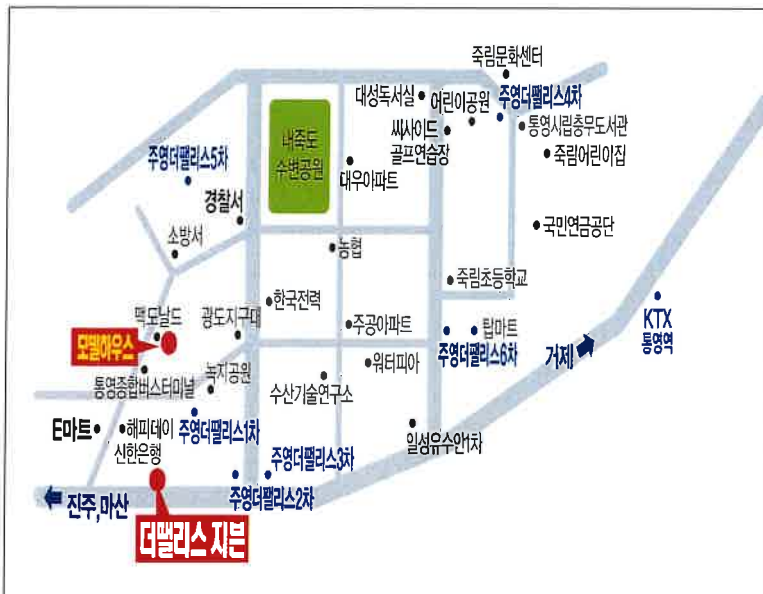 죽림문화센터
대성독서실
어린이공원
주영더팰리스4차
씨사이드
골프연습장
통영시립충무도서관
죽림어린이집
내죽도
수변공원
대우아파트
주영더팰리스5차
경찰서
소방서
국민연금공단
농협
죽림초등학교
한국전력
맥도날드
광도지구대
주공아파트
탑마트
주영더팰리스6차
거제
KTX
통영역
모델하우스
통영종합버스터미널
녹지공원
워터피아
수산기술연구소
E마트
해피데이
신한은행
주영더팰리스1차
일성유수안1차
주영더팰리스3차
주영더팰리스2차
진주,마산
더팰리스 지븐